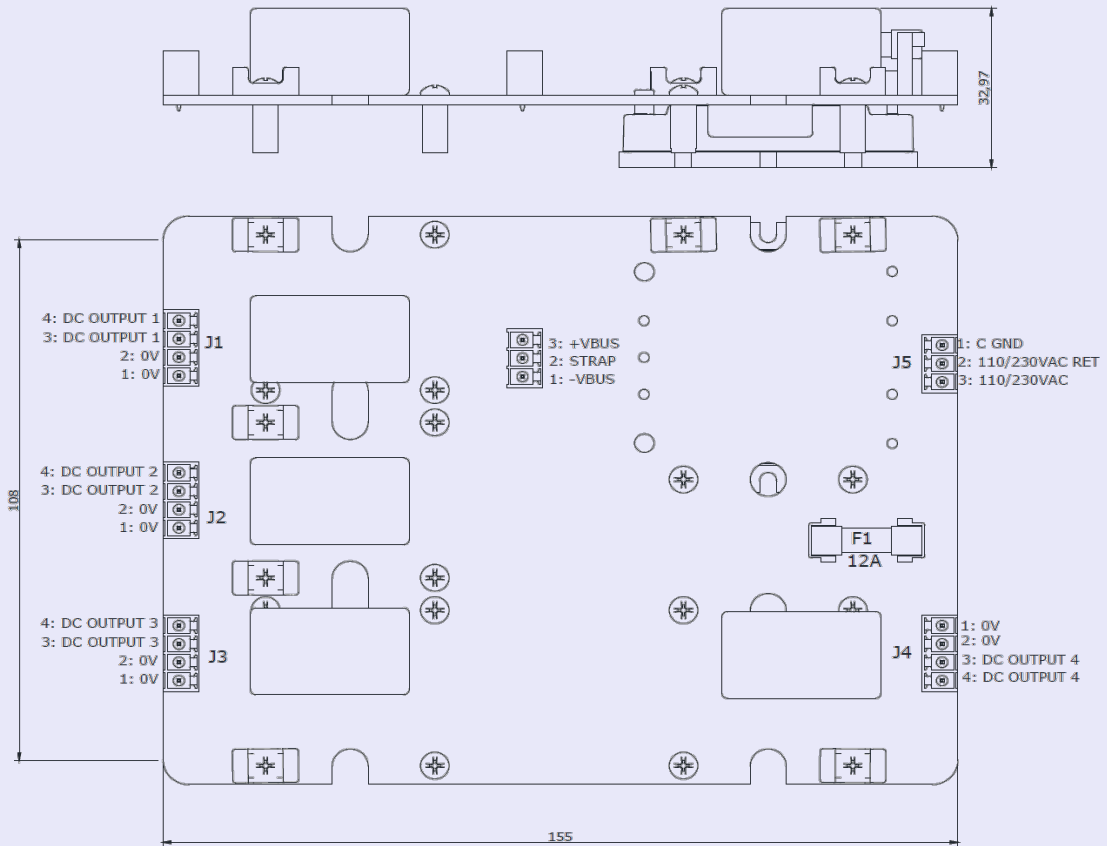 32,97
4: DC OUTPUT 1
3: DC OUTPUT 1
2: 0V
1: 0V
J1
3: +VBUS
2: STRAP
1: -VBUS
J5
1: C GND
2: 110/230VAC RET
3: 110/230VAC
4: DC OUTPUT 2
3: DC OUTPUT 2
2: 0V
1: 0V
J2
108
F1
12A
4: DC OUTPUT 3
3: DC OUTPUT 3
2: 0V
1: 0V
J3
J4
1: 0V
2: 0V
3: DC OUTPUT 4
4: DC OUTPUT 4
155